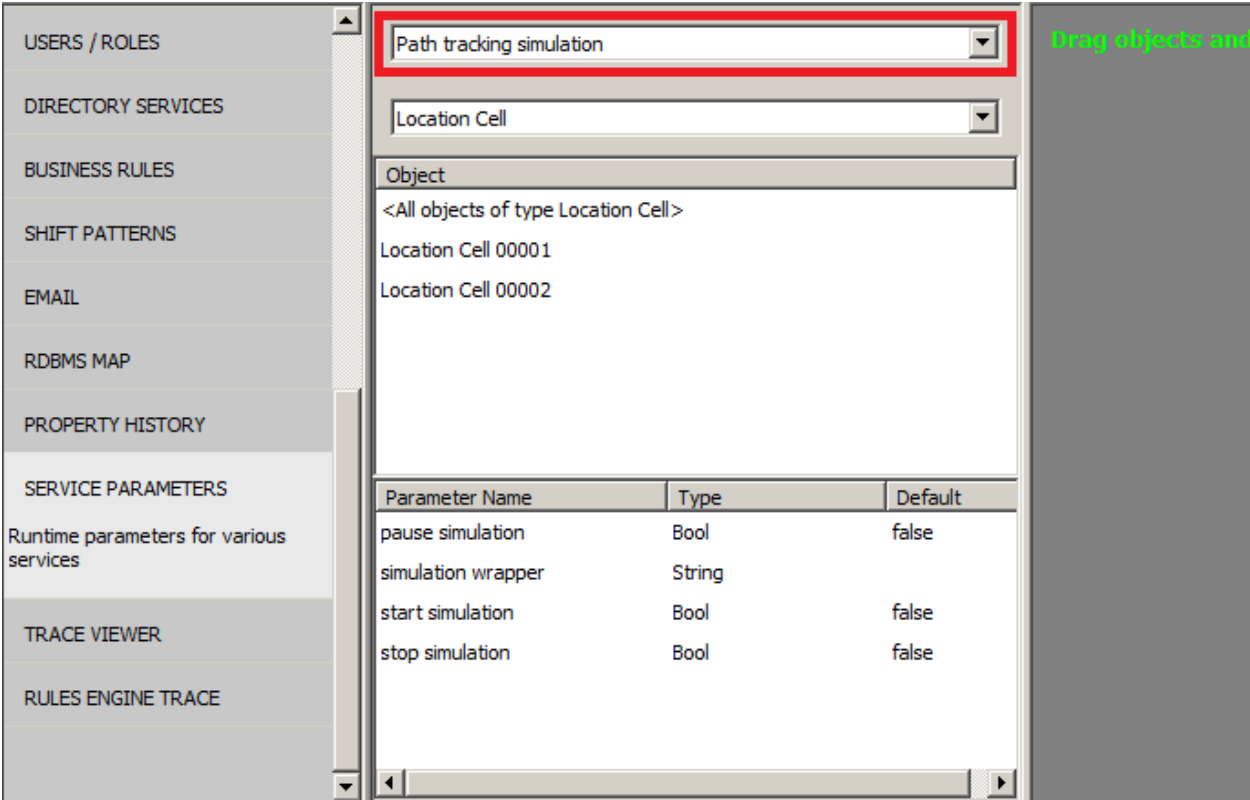 USERS / ROLES
DIRECTORY SERVICES
BUSINESS RULES
SHIFT PATTERNS
EMAIL
RDBMS MAP
PROPERTY HISTORY
SERVICE PARAMETERS
Runtime parameters for various
services
TRACE VIEWER
RULES ENGINE TRACE
Path tracking simulation
Location Cell
Object
<All objects of type Location Cell>
Location Cell 00001
Location Cell 00002
Parameter Name Type Default
pause simulation Bool false
simulation wrapper String
start simulation Bool false
stop simulation Bool false
Drag objects and